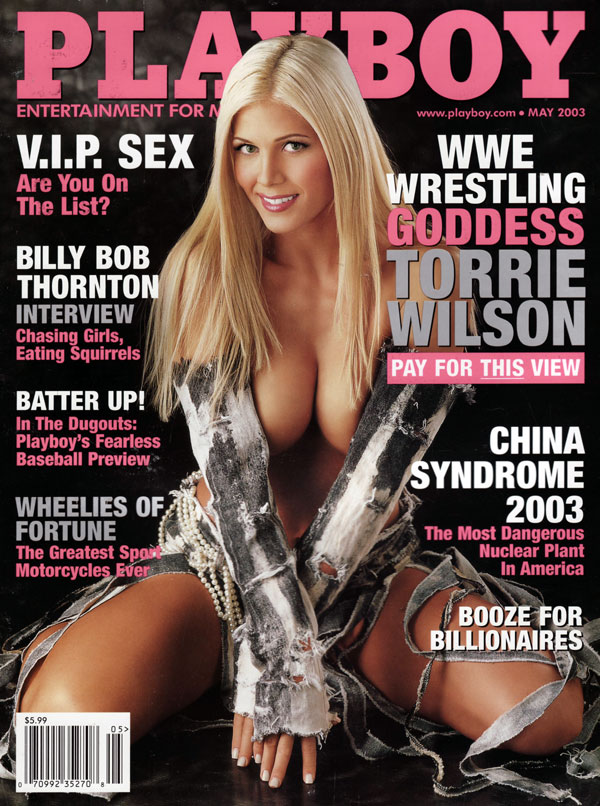 PLAYBOY
ENTERTAINMENT FOR M
www.playboy.com • MAY 2003
V.I.P. SEX
Are You On
The List?
BILLY BOB
THORNTON
INTERVIEW
Chasing Girls,
Eating Squirrels
BATTER UP!
In The Dugouts:
Playboy's Fearless
Baseball Preview
WHEELIES OF
FORTUNE
The Greatest Sport
Motorcycles Ever
WWE
WRESTLING
GODDESS
TORRIE
WILSON
PAY FOR THIS VIEW
CHINA
SYNDROME
2003
The Most Dangerous
Nuclear Plant
In America
BOOZE FOR
BILLIONAIRES
$5.99
05>
0 70992 35270 8